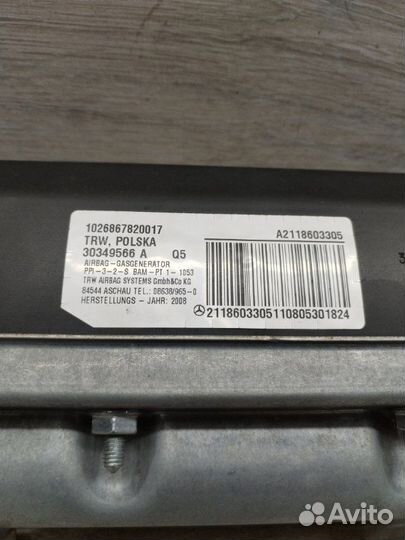 1026867820017
TRW, POLSKA
30349566 A Q5
AIRBAG-GASGENERATOR
PPI-3-2-S BAM-PT 1- 1053
TRW AIRBAG SYSTEMS GmbH&Co KG
84544 ASCHAU TEL.: 08638/965-0
HERSTELLUNGS - JAHR: 2008
A2118603305
2118603305110805301824
Avito